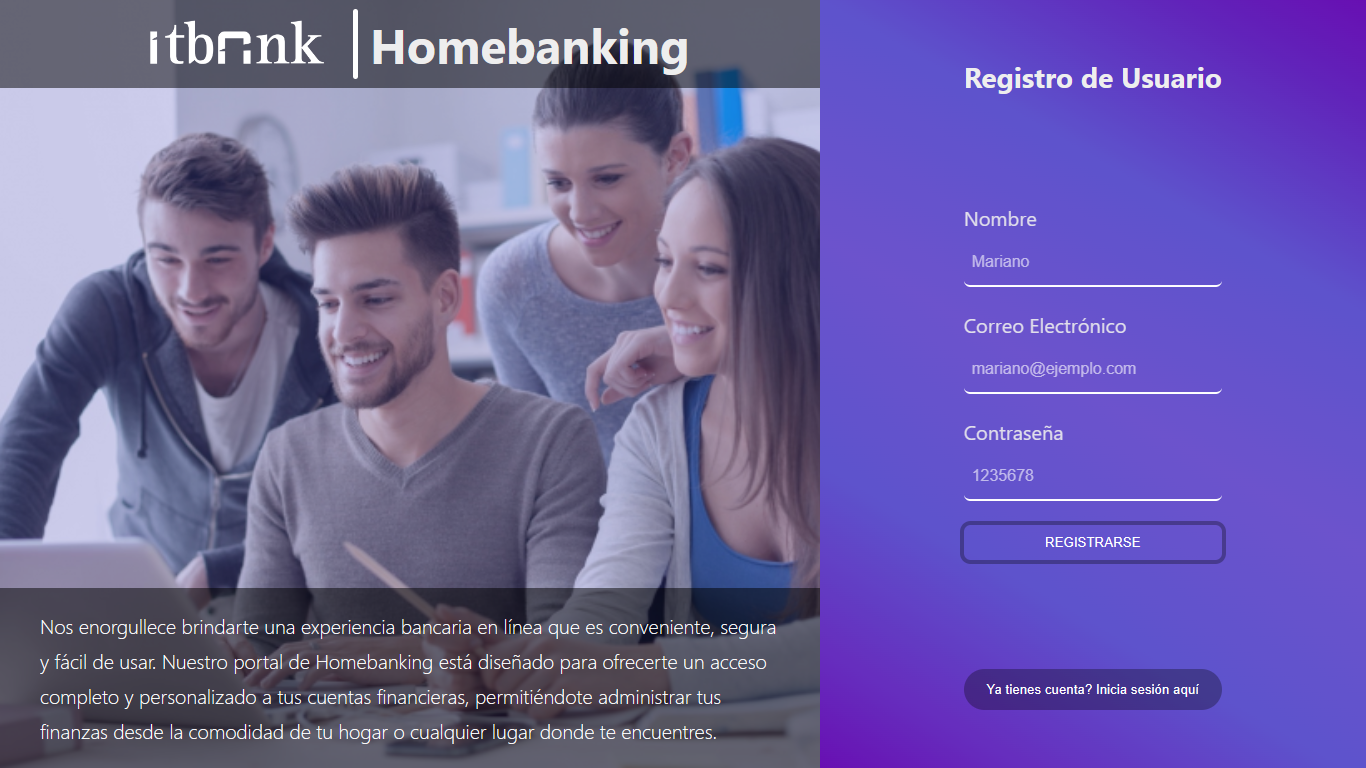 itbank
Homebanking
Nos enorgullece brindarte una experiencia bancaria en línea que es conveniente, segura
y fácil de usar. Nuestro portal de Homebanking está diseñado para ofrecerte un acceso
completo y personalizado a tus cuentas financieras, permitiéndote administrar tus
finanzas desde la comodidad de tu hogar o cualquier lugar donde te encuentres.
Registro de Usuario
Nombre
Mariano
Correo Electrónico
mariano@ejemplo.com
Contraseña
1235678
REGISTRARSE
Ya tienes cuenta? Inicia sesión aquí